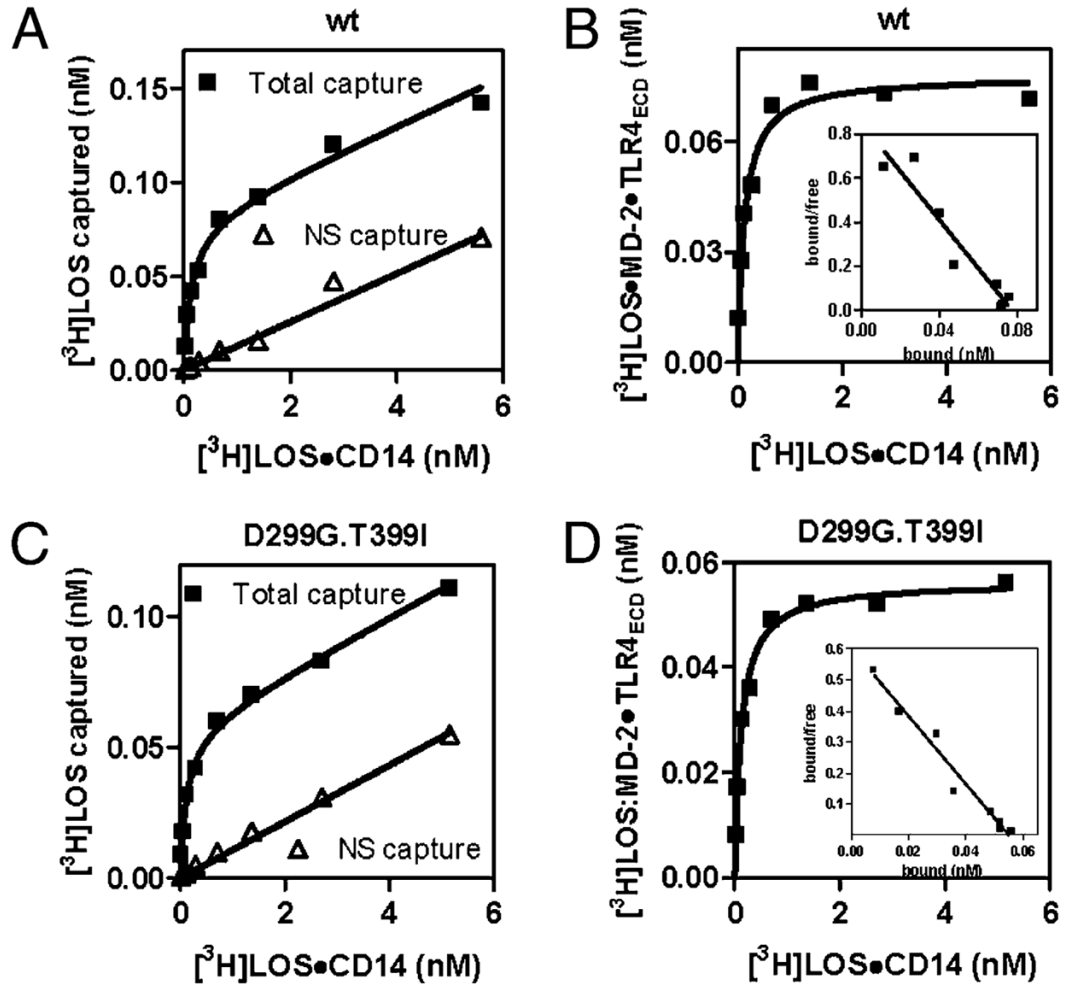 A
wt
[³H]LOS captured (nM)
0.15
0.10
0.05
0.00
■ Total capture
△ NS capture
0 2 4 6
[³H]LOS●CD14 (nM)
B
wt
[³H]LOS●MD-2●TLR4ECD (nM)
0.06
0.03
0.00
0 2 4 6
[³H]LOS●CD14 (nM)
bound/free
0.8
0.6
0.4
0.2
0.0
0.00 0.04 0.08
bound (nM)
C
D299G.T399I
[³H]LOS captured (nM)
0.10
0.05
0.00
■ Total capture
△ NS capture
0 2 4 6
[³H]LOS●CD14 (nM)
D
D299G.T399I
[³H]LOS:MD-2●TLR4ECD (nM)
0.06
0.04
0.02
0.00
0 2 4 6
[³H]LOS●CD14 (nM)
bound/free
0.6
0.5
0.4
0.3
0.2
0.1
0.00 0.02 0.04 0.06
bound (nM)